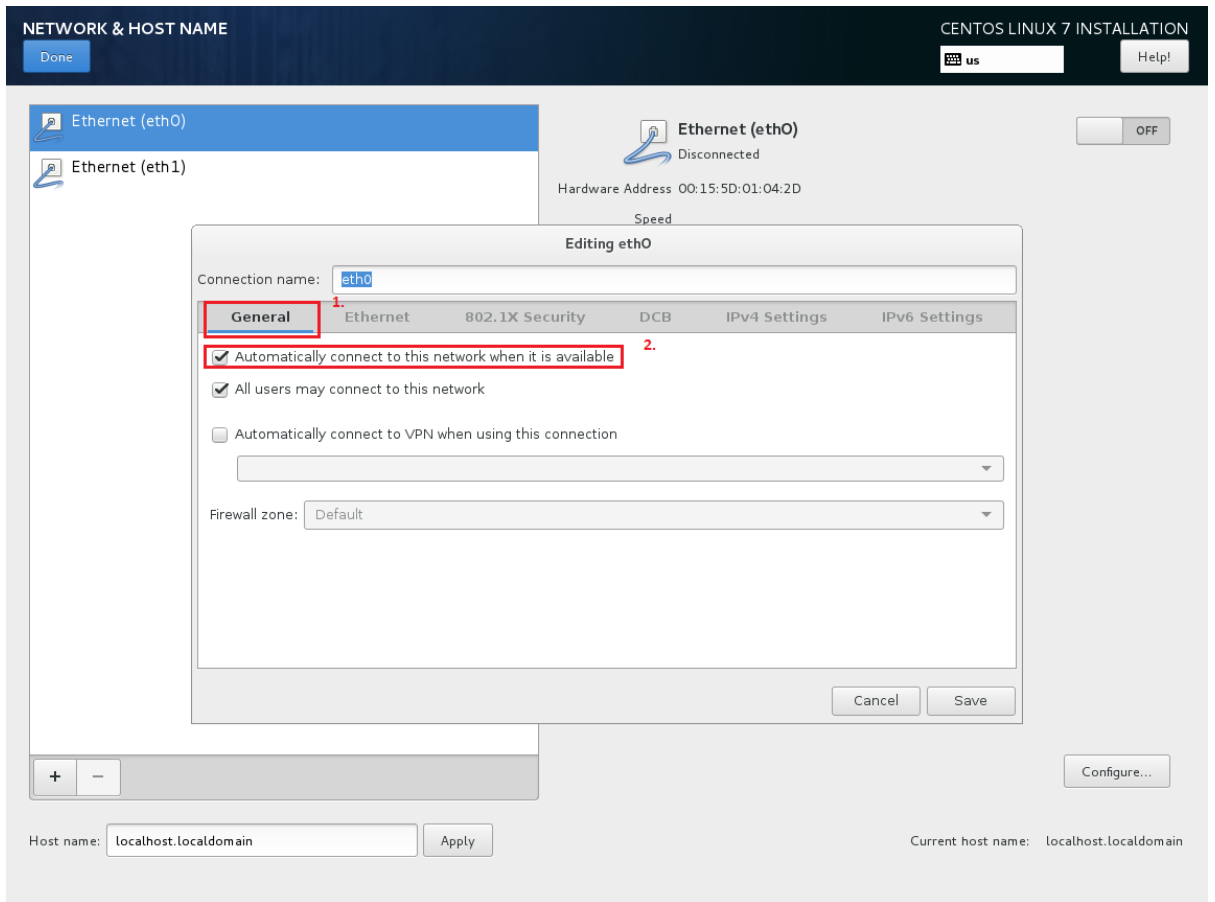 NETWORK & HOST NAME
CENTOS LINUX 7 INSTALLATION
Done
us
Help!
Ethernet (eth0)
Ethernet (eth1)
Ethernet (eth0)
Disconnected
OFF
Hardware Address 00:15:5D:01:04:2D
Speed
Editing eth0
Connection name: eth0
1.
General Ethernet 802.1X Security DCB IPv4 Settings IPv6 Settings
2.
Automatically connect to this network when it is available
All users may connect to this network
Automatically connect to VPN when using this connection
Firewall zone: Default
Cancel Save
+ −
Configure...
Host name: localhost.localdomain Apply
Current host name: localhost.localdomain